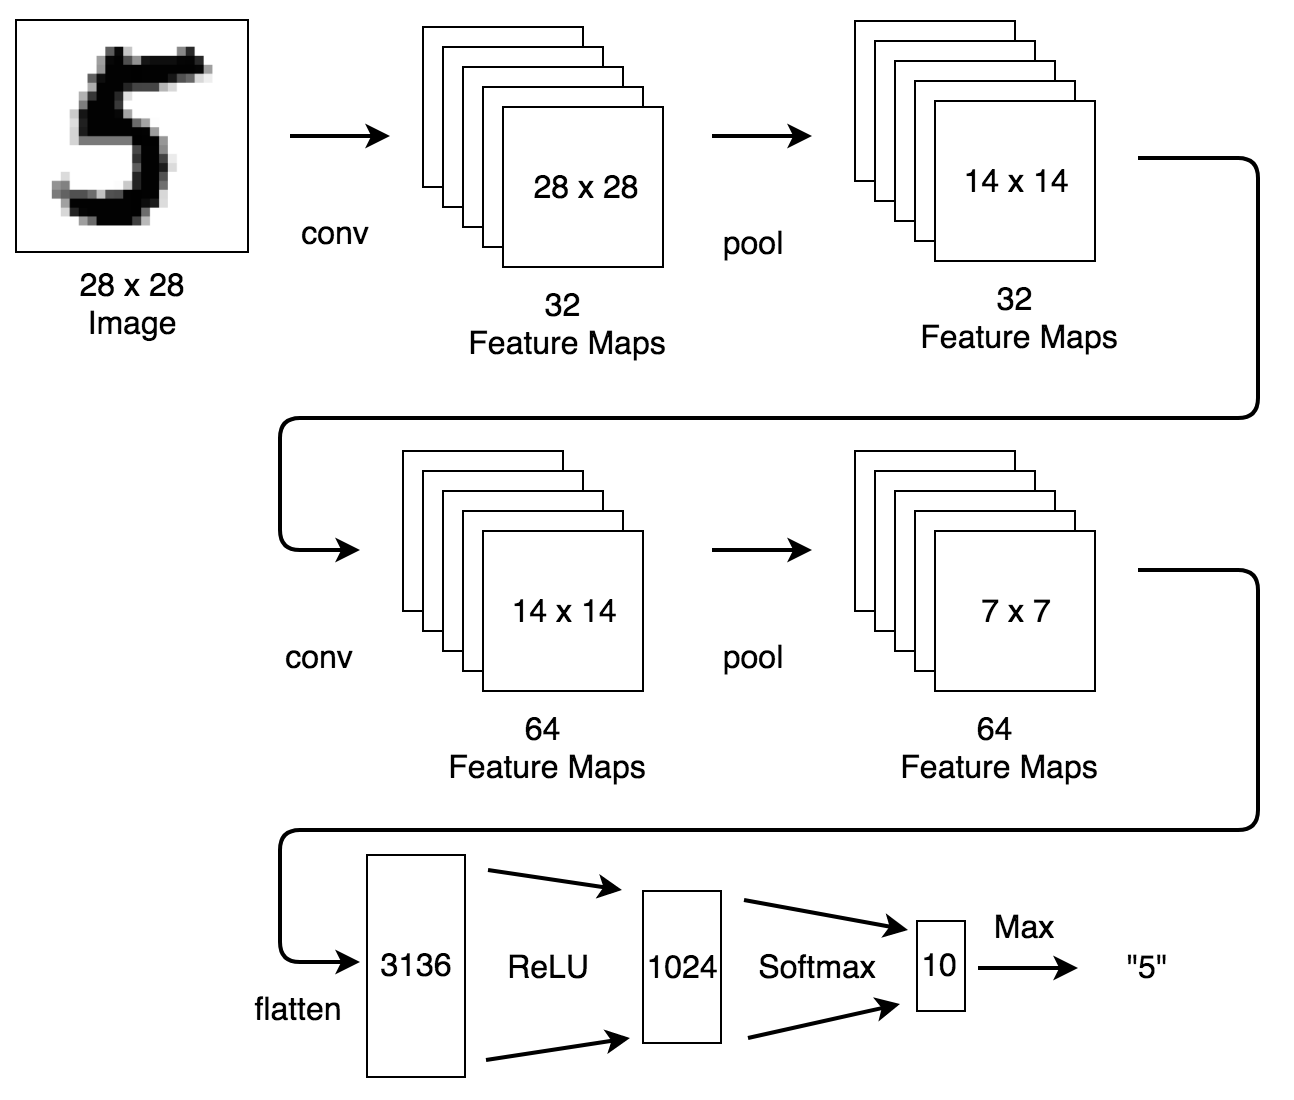 28 x 28
Image
conv
28 x 28
32
Feature Maps
pool
14 x 14
32
Feature Maps
conv
14 x 14
64
Feature Maps
pool
7 x 7
64
Feature Maps
flatten
3136
ReLU
1024
Softmax
10
Max
"5"